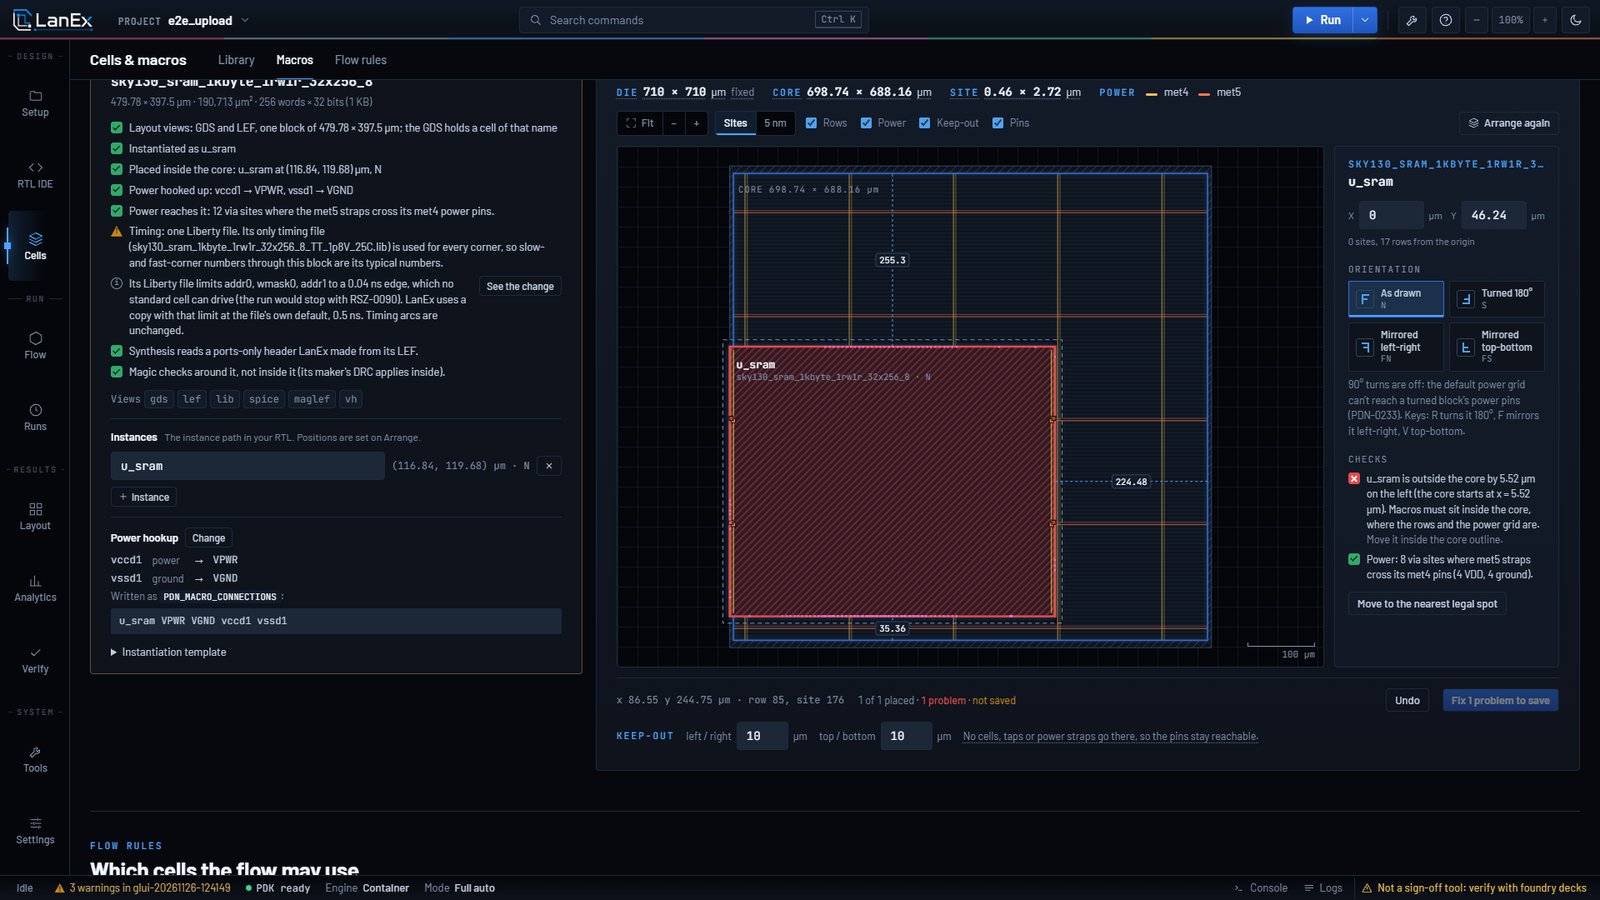 LanEx
PROJECT e2e_upload
Search commands
Ctrl K
Run
100%
DESIGN
Setup
RTL IDE
Cells
RUN
Flow
Runs
RESULTS
Layout
Analytics
Verify
SYSTEM
Tools
Settings
Cells & macros
Library
Macros
Flow rules
sky130_sram_1kbyte_1rw1r_32x256_8
479.78 × 397.5 µm · 190,713 µm² · 256 words × 32 bits (1 KB)
Layout views: GDS and LEF, one block of 479.78 × 397.5 µm; the GDS holds a cell of that name
Instantiated as u_sram
Placed inside the core: u_sram at (116.84, 119.68) µm, N
Power hooked up: vccd1 → VPWR, vssd1 → VGND
Power reaches it: 12 via sites where the met5 straps cross its met4 power pins.
Timing: one Liberty file. Its only timing file
(sky130_sram_1kbyte_1rw1r_32x256_8_TT_1p8V_25C.lib) is used for every corner, so slow-
and fast-corner numbers through this block are its typical numbers.
Its Liberty file limits addr0, wmask0, addr1 to a 0.04 ns edge, which no
standard cell can drive (the run would stop with RSZ-0090). LanEx uses a
copy with that limit at the file's own default, 0.5 ns. Timing arcs are
unchanged.
See the change
Synthesis reads a ports-only header LanEx made from its LEF.
Magic checks around it, not inside it (its maker's DRC applies inside).
Views gds lef lib spice maglef vh
Instances The instance path in your RTL. Positions are set on Arrange.
u_sram
(116.84, 119.68) µm · N
×
+ Instance
Power hookup
Change
vccd1 power → VPWR
vssd1 ground → VGND
Written as PDN_MACRO_CONNECTIONS :
u_sram VPWR VGND vccd1 vssd1
Instantiation template
DIE 710 × 710 µm fixed
CORE 698.74 × 688.16 µm
SITE 0.46 × 2.72 µm
POWER met4 met5
Fit
−
+
Sites
5 nm
Rows
Power
Keep-out
Pins
Arrange again
CORE 698.74 × 688.16 µm
255.3
u_sram
sky130_sram_1kbyte_1rw1r_32x256_8 · N
224.48
35.36
100 µm
SKY130_SRAM_1KBYTE_1RW1R_3…
u_sram
X 0 µm Y 46.24 µm
0 sites, 17 rows from the origin
ORIENTATION
As drawn
N
Turned 180°
S
Mirrored
left-right
FN
Mirrored
top-bottom
FS
90° turns are off: the default power grid
can't reach a turned block's power pins
(PDN-0233). Keys: R turns it 180°, F mirrors
it left-right, V top-bottom.
CHECKS
u_sram is outside the core by 5.52 µm
on the left (the core starts at x = 5.52
µm). Macros must sit inside the core,
where the rows and the power grid are.
Move it inside the core outline.
Power: 8 via sites where met5 straps
cross its met4 pins (4 VDD, 4 ground).
Move to the nearest legal spot
x 86.55 y 244.75 µm · row 85, site 176
1 of 1 placed · 1 problem · not saved
Undo
Fix 1 problem to save
KEEP-OUT left / right 10 µm top / bottom 10 µm
No cells, taps or power straps go there, so the pins stay reachable.
FLOW RULES
Which cells the flow may use
Idle
3 warnings in glui-20261126-124149
PDK ready
Engine Container
Mode Full auto
Console
Logs
Not a sign-off tool: verify with foundry decks